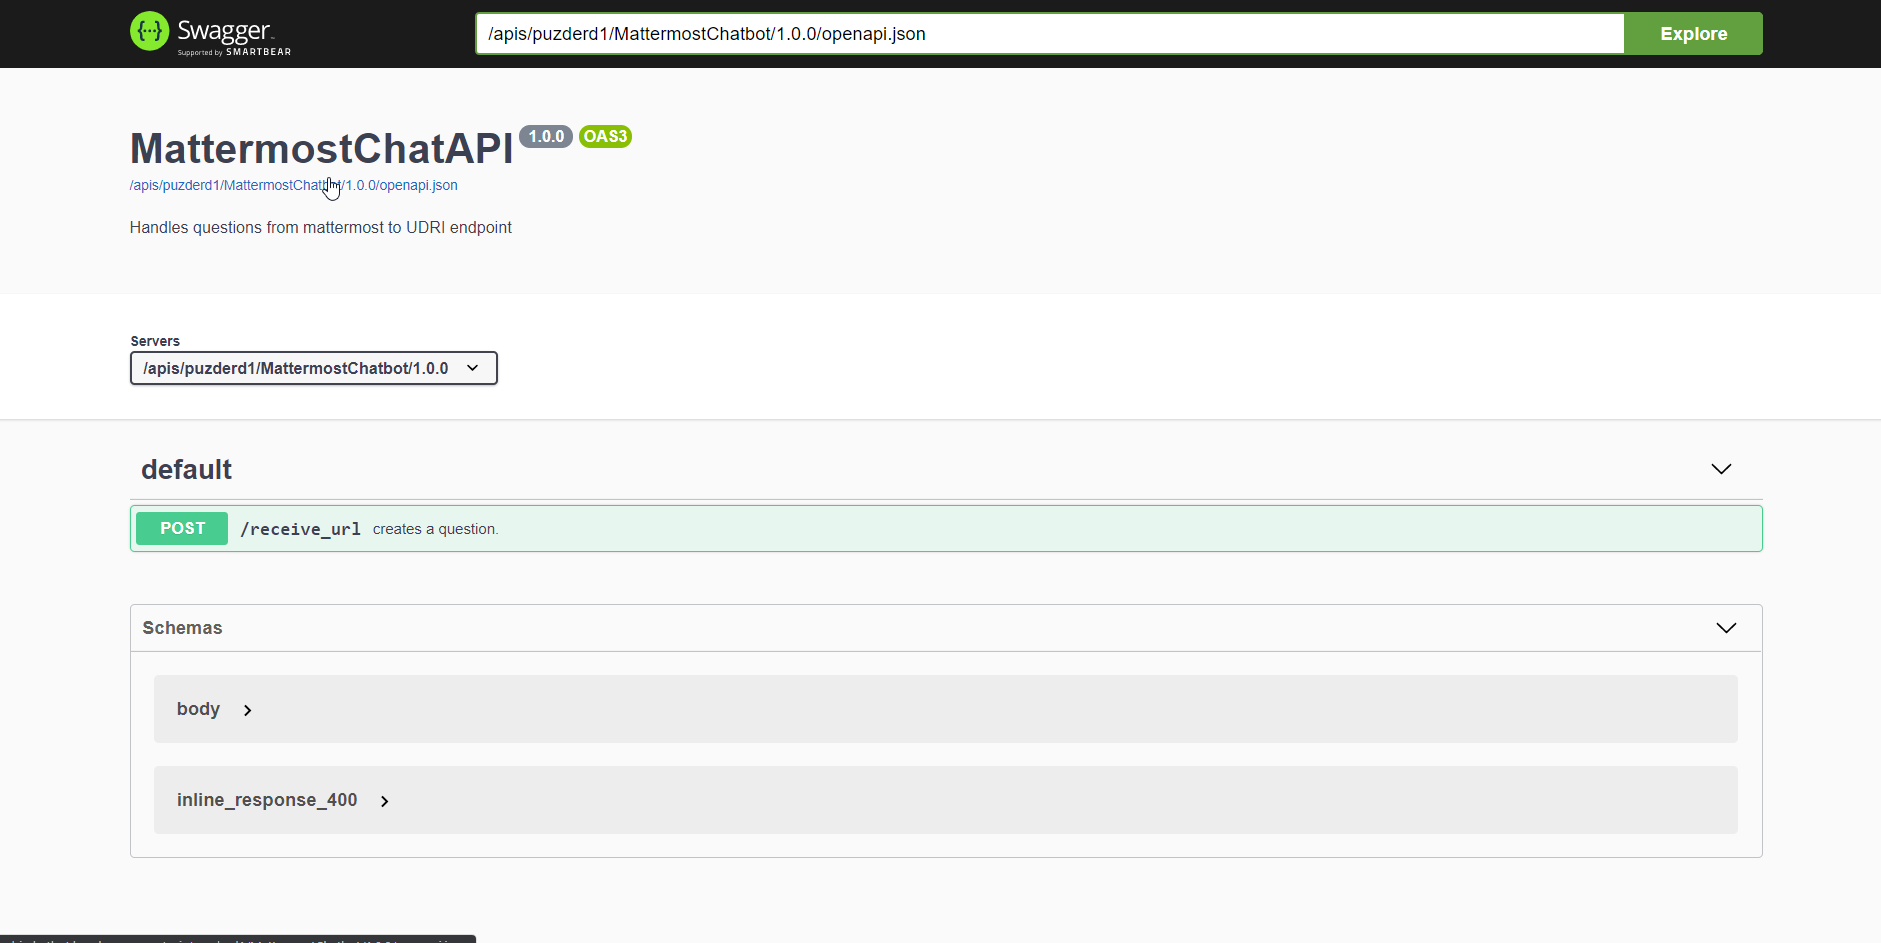 Swagger
Supported by SMARTBEAR
/apis/puzderd1/MattermostChatbot/1.0.0/openapi.json
Explore
MattermostChatAPI 1.0.0 OAS3
/apis/puzderd1/MattermostChatbot/1.0.0/openapi.json
Handles questions from mattermost to UDRI endpoint
Servers
/apis/puzderd1/MattermostChatbot/1.0.0
default
POST /receive_url creates a question.
Schemas
body
inline_response_400